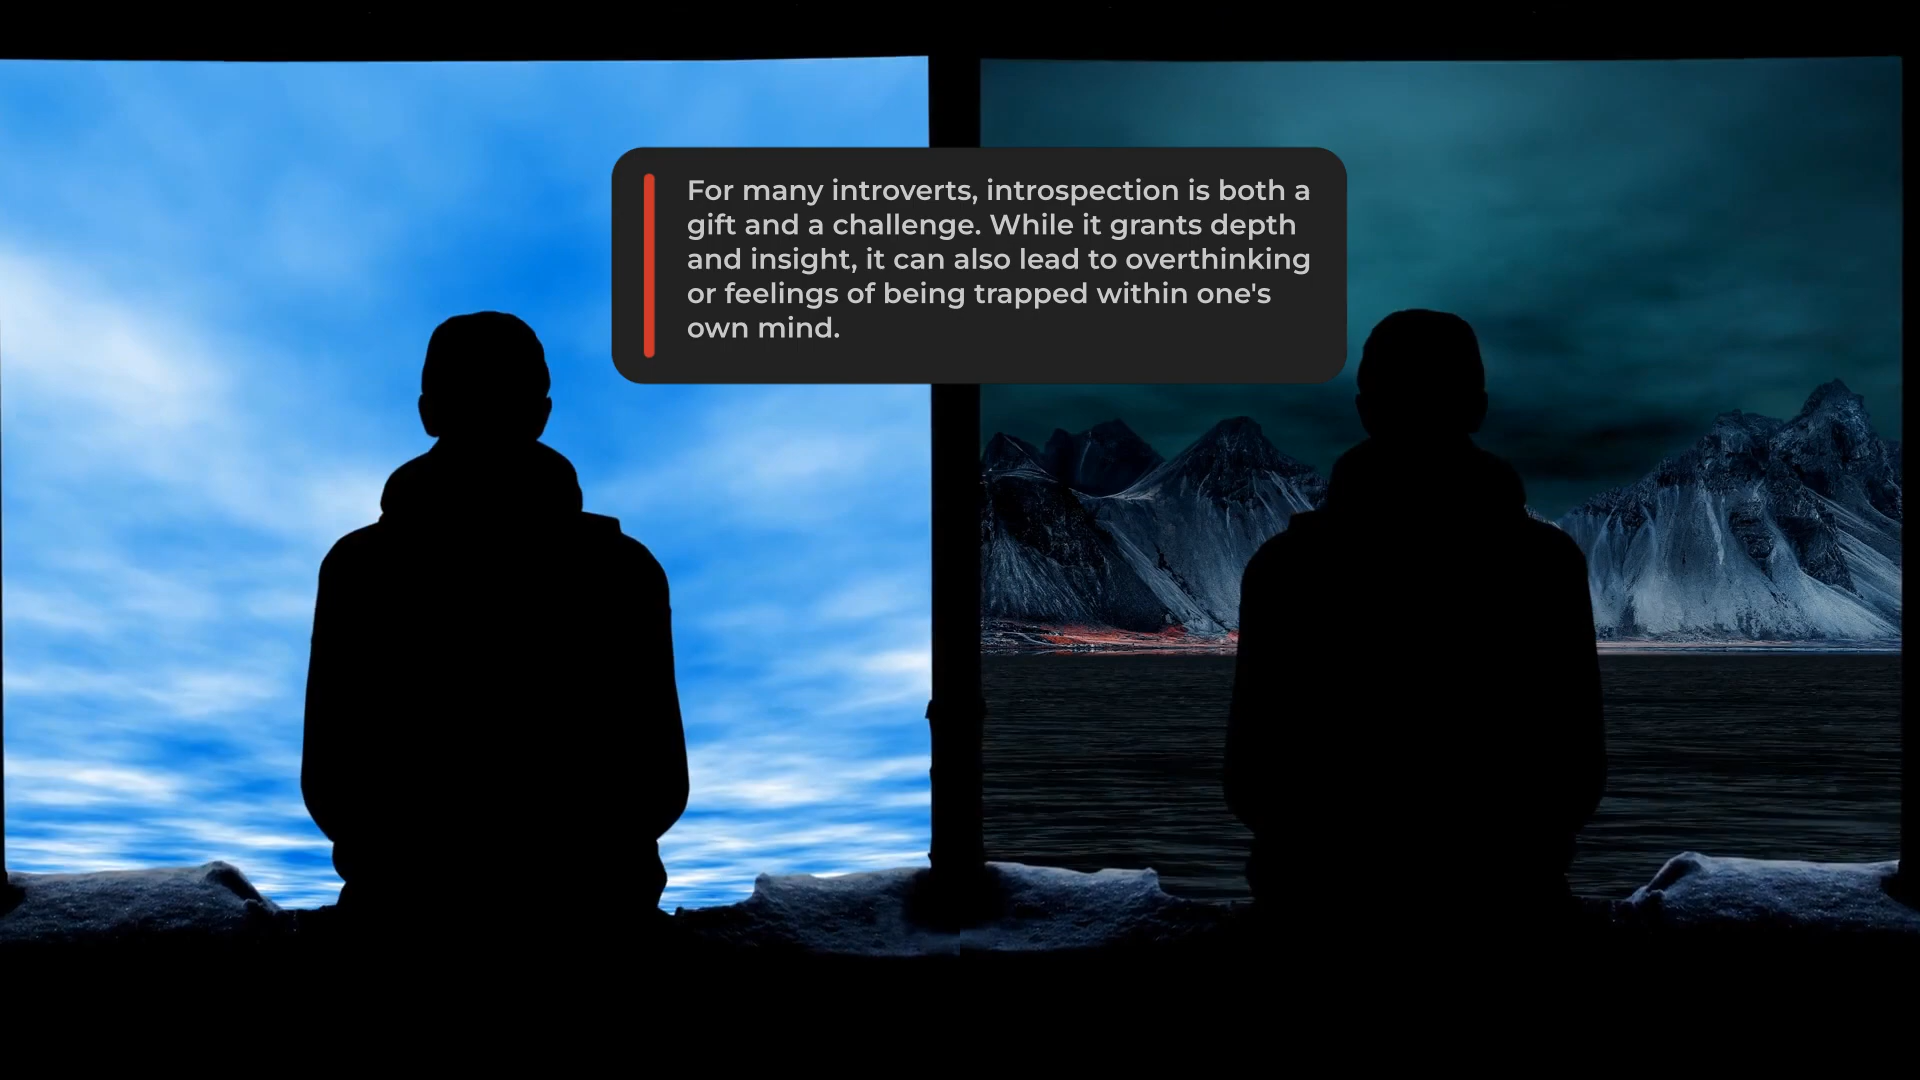 For many introverts, introspection is both a
gift and a challenge. While it grants depth
and insight, it can also lead to overthinking
or feelings of being trapped within one's
own mind.